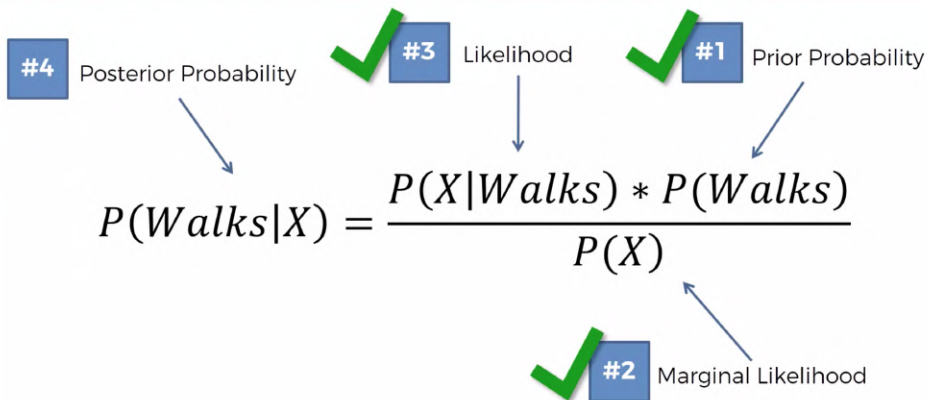 #4 Posterior Probability
#3 Likelihood
#1 Prior Probability
P(Walks|X) = P(X|Walks) * P(Walks)
P(X)
#2 Marginal Likelihood